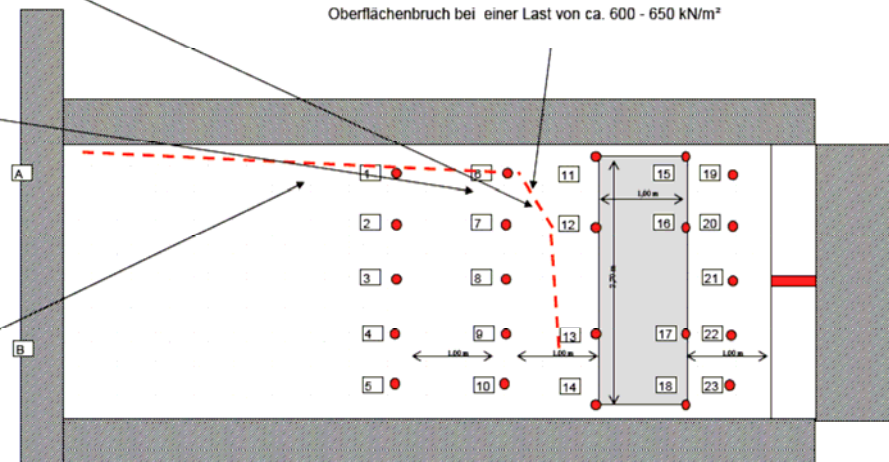 Oberflächenbruch bei einer Last von ca. 600 - 650 kN/m²
A
1
6
11
15
19
1,00 m
2
7
12
16
20
3
8
2,70 m
21
B
4
9
13
17
22
1,00 m
1,00 m
1,00 m
5
10
14
18
23